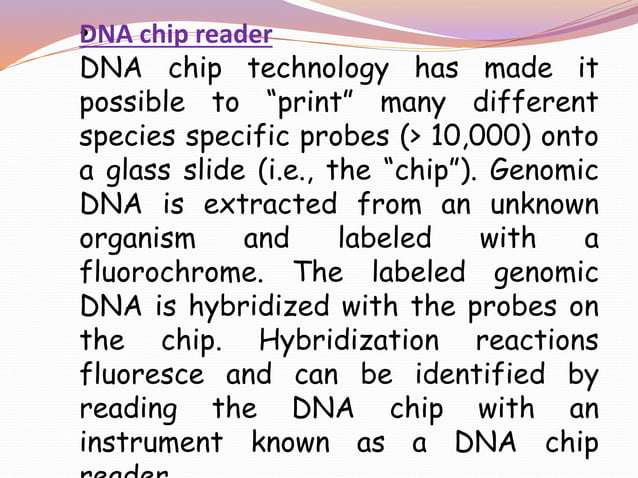 DNA chip reader
DNA chip technology has made it
possible to “print” many different
species specific probes (> 10,000) onto
a glass slide (i.e., the “chip”). Genomic
DNA is extracted from an unknown
organism and labeled with a
fluorochrome. The labeled genomic
DNA is hybridized with the probes on
the chip. Hybridization reactions
fluoresce and can be identified by
reading the DNA chip with an
instrument known as a DNA chip
reader